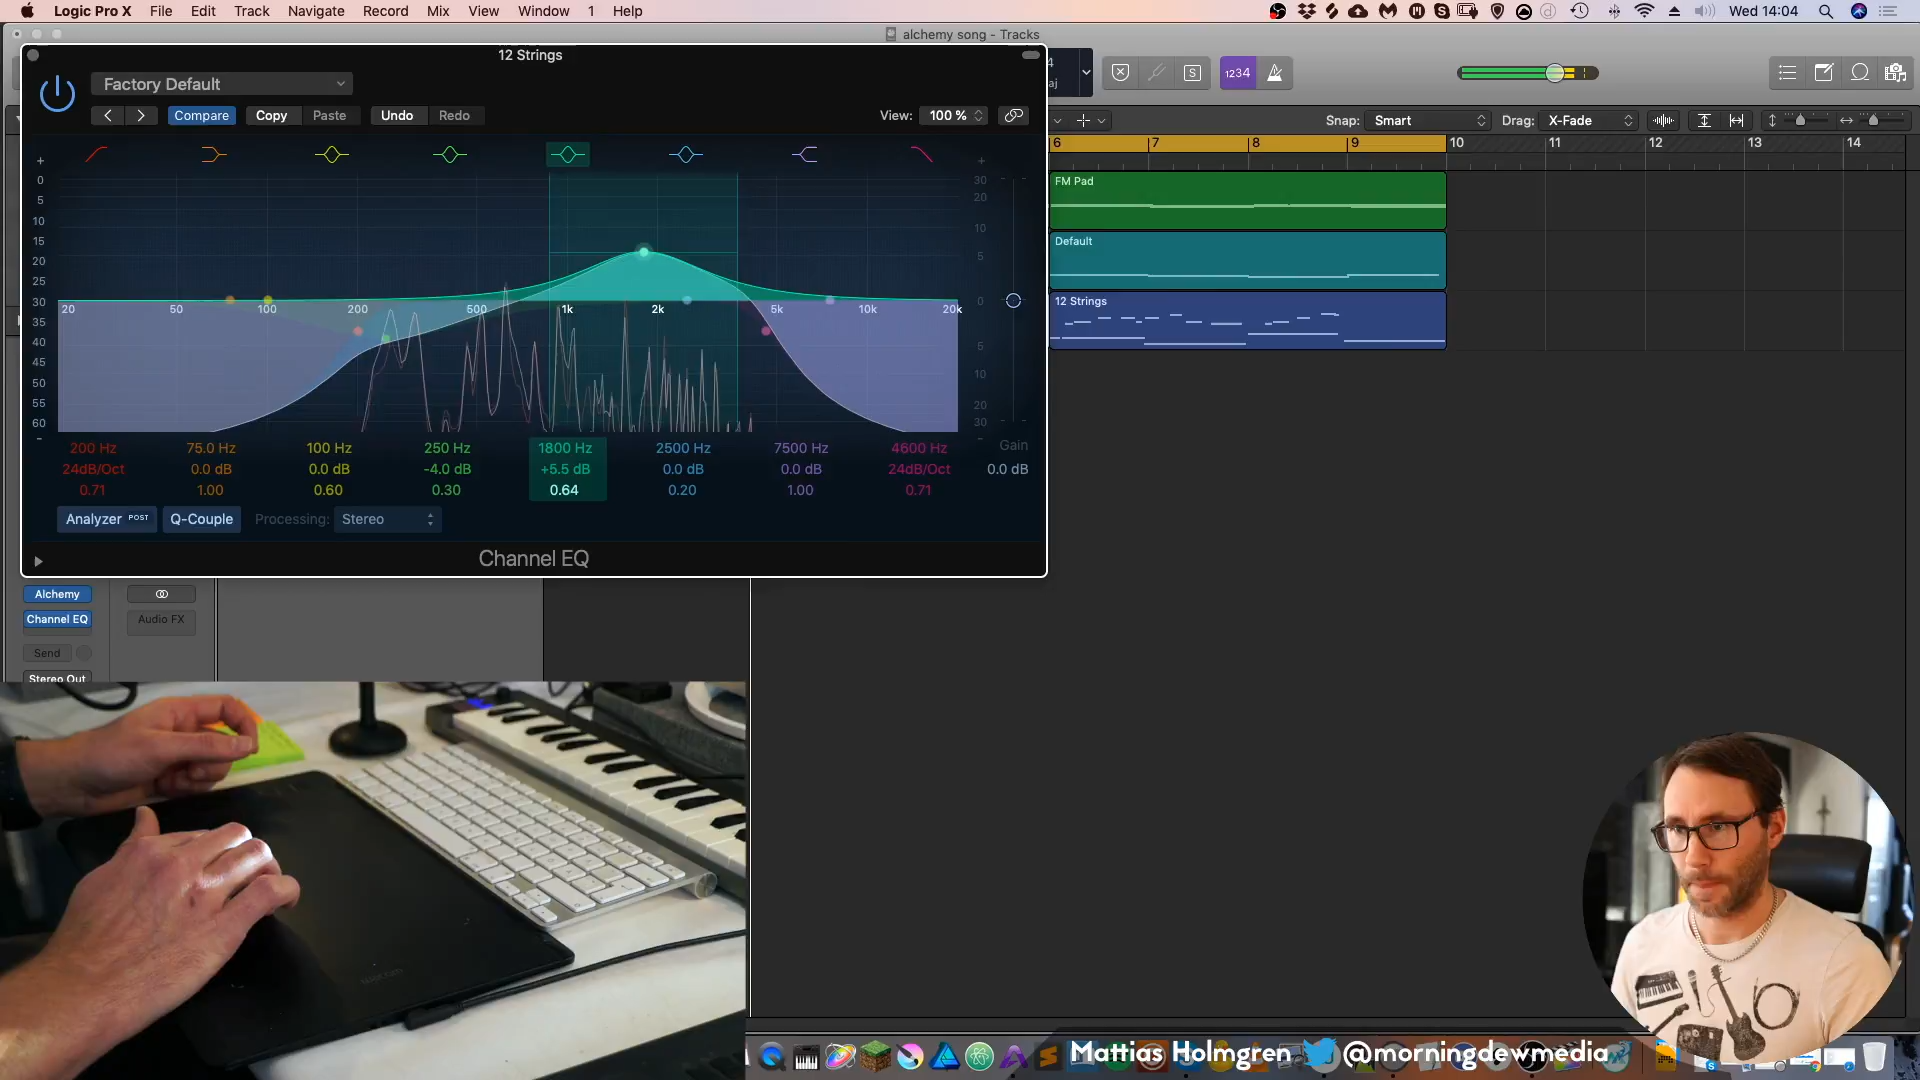 Logic Pro X File Edit Track Navigate Record Mix View Window 1 Help Wed 14:04
alchemy song - Tracks
12 Strings
Factory Default
4
aj
1234
Compare Copy Paste Undo Redo View: 100 %
Snap: Smart Drag: X-Fade
6 7 8 9 10 11 12 13 14
+ +
0 30
5 20
10 10
15
20 5
25
30 0
35
40 5
45 10
50
55 20
60 30
- -
20 50 100 200 500 1k 2k 5k 10k 20k
FM Pad
Default
12 Strings
200 Hz 75.0 Hz 100 Hz 250 Hz 1800 Hz 2500 Hz 7500 Hz 4600 Hz Gain
24dB/Oct 0.0 dB 0.0 dB -4.0 dB +5.5 dB 0.0 dB 0.0 dB 24dB/Oct 0.0 dB
0.71 1.00 0.60 0.30 0.64 0.20 1.00 0.71
Analyzer POST Q-Couple Processing: Stereo
Channel EQ
Alchemy
Channel EQ Audio FX
Send
Stereo Out
Mattias Holmgren @morningdewmedia